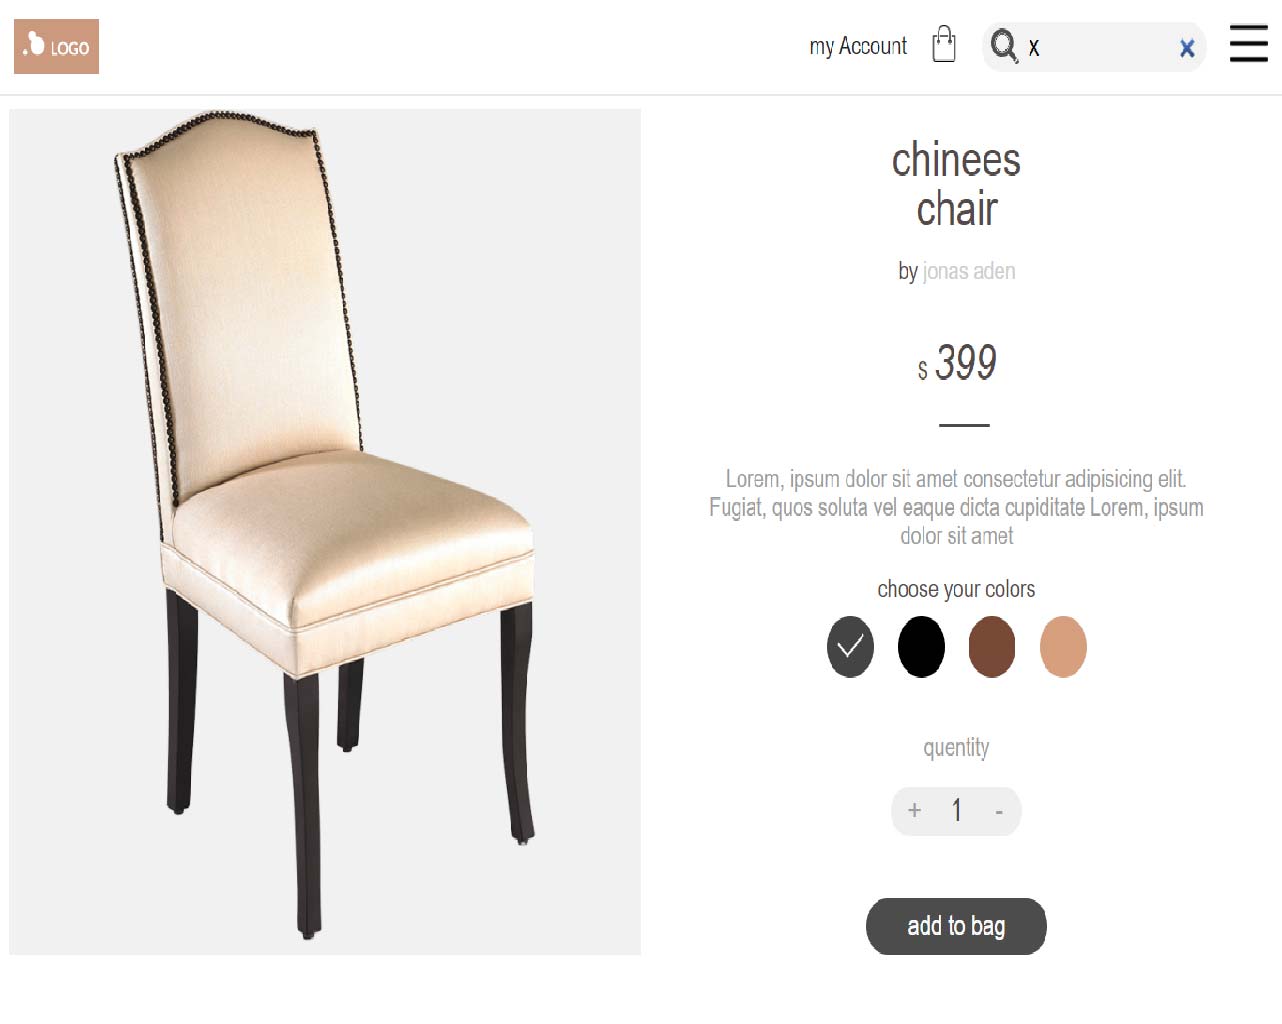 LOGO
my Account
x
x
chinees
chair
by jonas aden
$ 399
Lorem, ipsum dolor sit amet consectetur adipisicing elit.
Fugiat, quos soluta vel eaque dicta cupiditate Lorem, ipsum
dolor sit amet
choose your colors
quentity
+ 1 -
add to bag